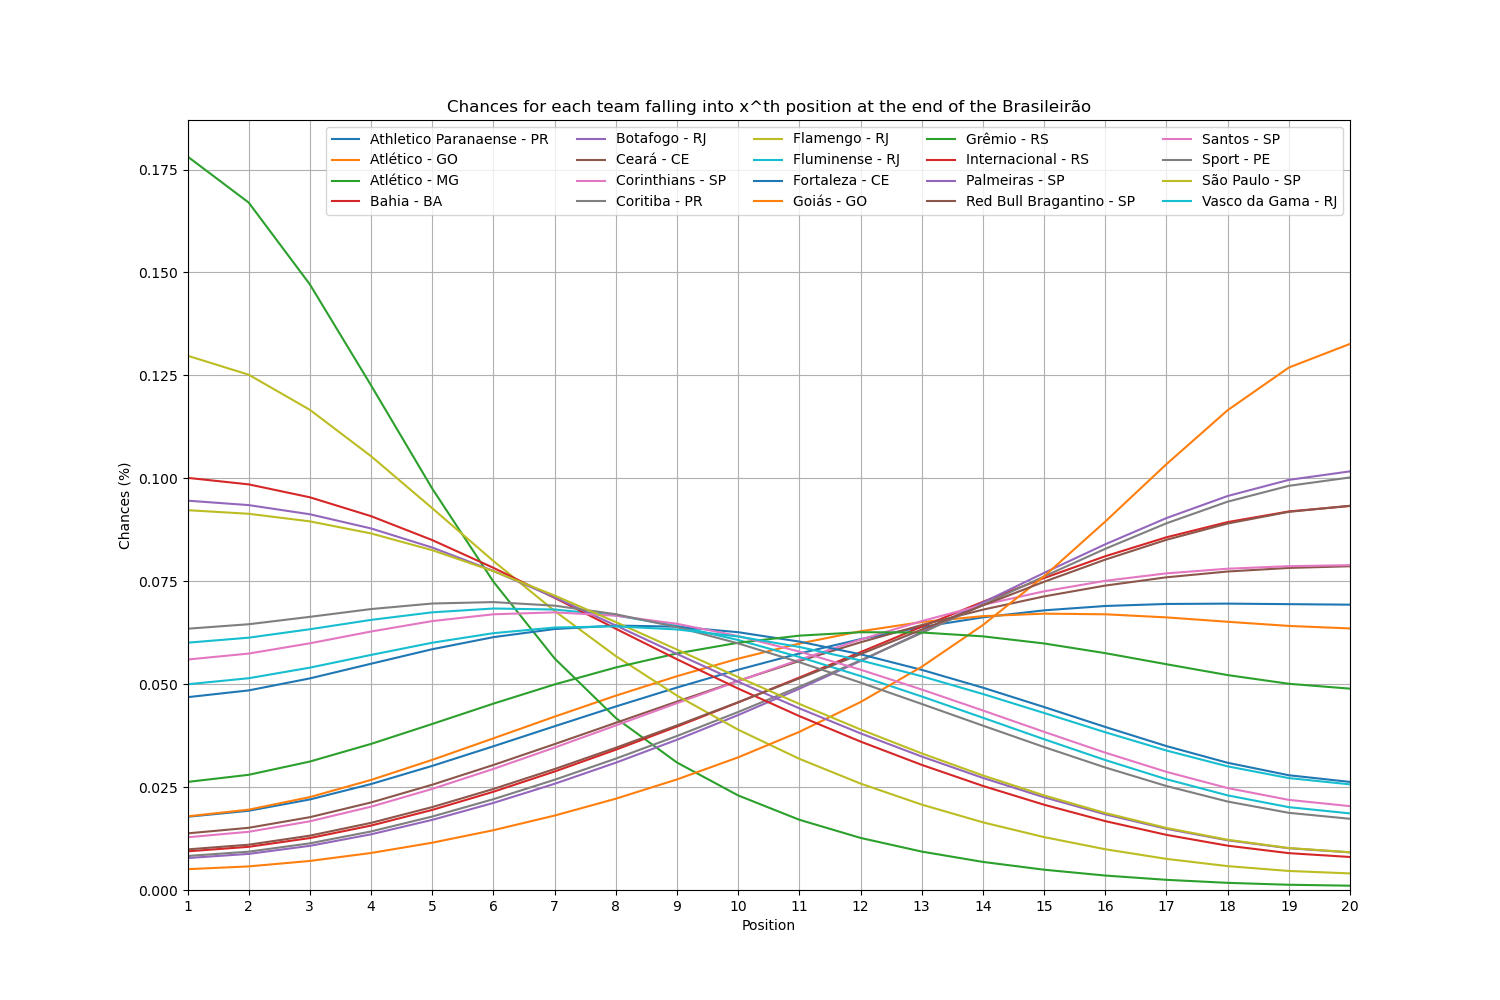 Chances for each team falling into x^th position at the end of the Brasileirão
Athletico Paranaense - PR
Atlético - GO
Atlético - MG
Bahia - BA
Botafogo - RJ
Ceará - CE
Corinthians - SP
Coritiba - PR
Flamengo - RJ
Fluminense - RJ
Fortaleza - CE
Goiás - GO
Grêmio - RS
Internacional - RS
Palmeiras - SP
Red Bull Bragantino - SP
Santos - SP
Sport - PE
São Paulo - SP
Vasco da Gama - RJ
0.175
0.150
0.125
0.100
0.075
0.050
0.025
0.000
Chances (%)
1 2 3 4 5 6 7 8 9 10 11 12 13 14 15 16 17 18 19 20
Position